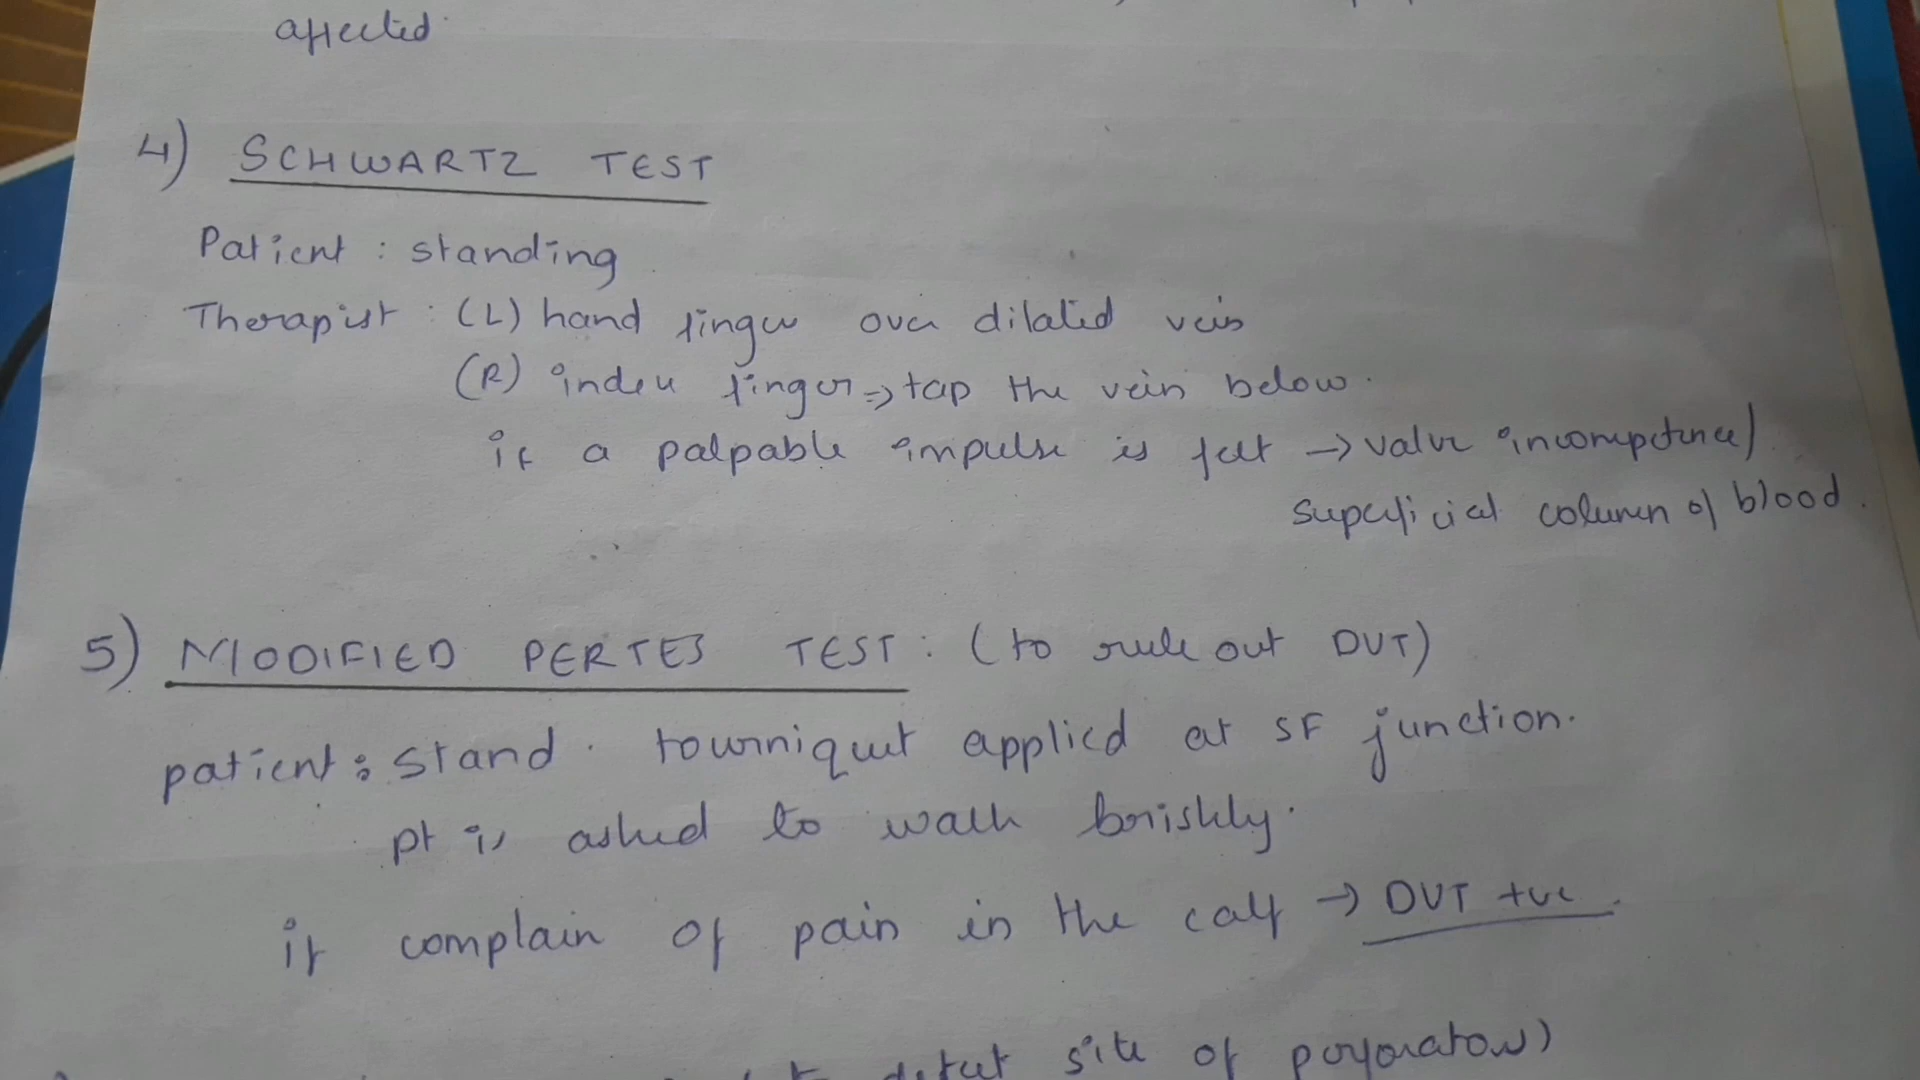 affected.
4) SCHWARTZ TEST
Patient : standing
Therapist : (L) hand finger over dilated vein
(R) index finger => tap the vein below.
if a palpable impulse is felt → valve incompetence/
superficial column of blood.
5) MODIFIED PERTES TEST : (to rule out DVT)
patient : stand . tourniquet applied at SF junction.
pt is asked to walk briskly.
if complain of pain in the calf → DVT +ve.
detect site of perforators)